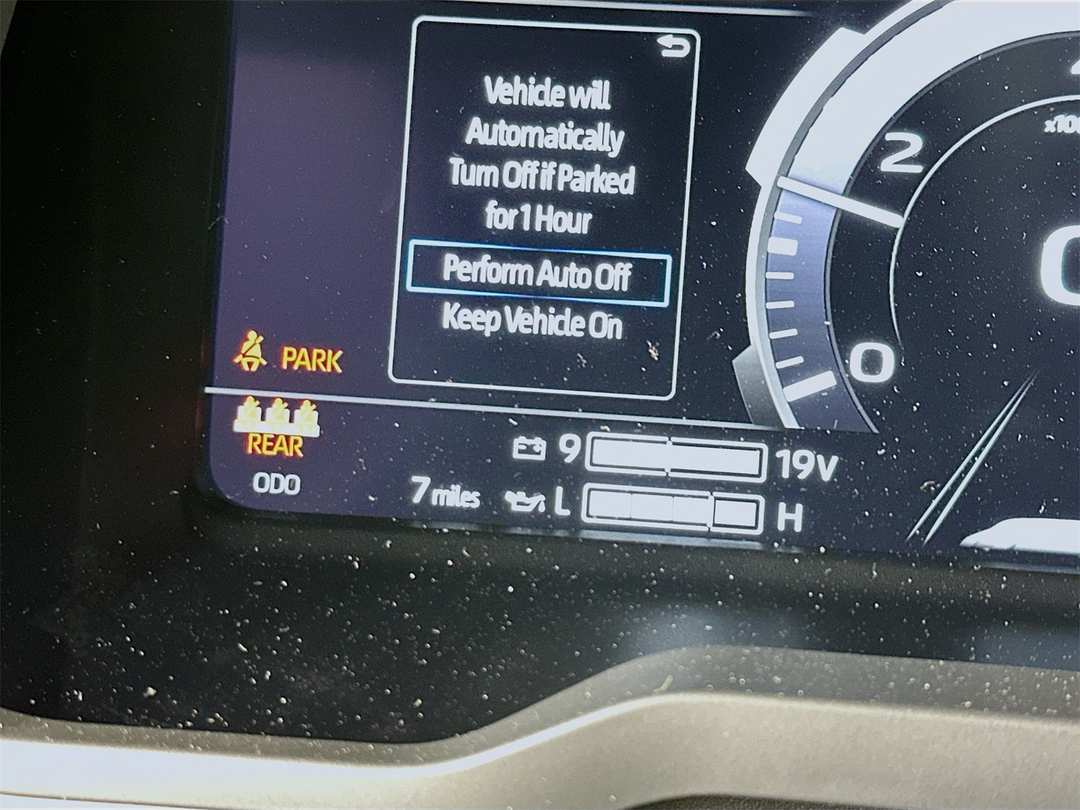 Vehicle will
Automatically
Turn Off if Parked
for 1 Hour
Perform Auto Off
Keep Vehicle On
PARK
REAR
ODO
7 miles
9
19V
L
H
2
0